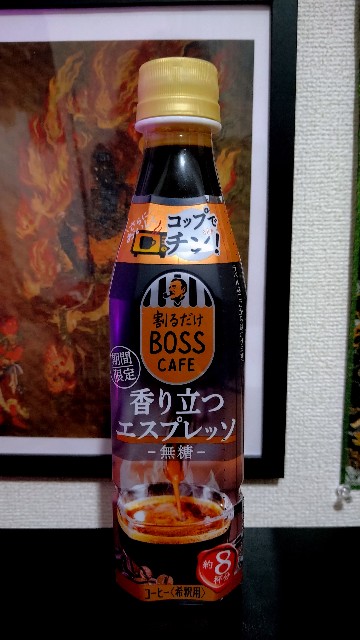 コップで
チン!
割るだけ
BOSS
CAFE
期間
限定
香り立つ
エスプレッソ
-無糖-
約8
杯分
コーヒー〈希釈用〉